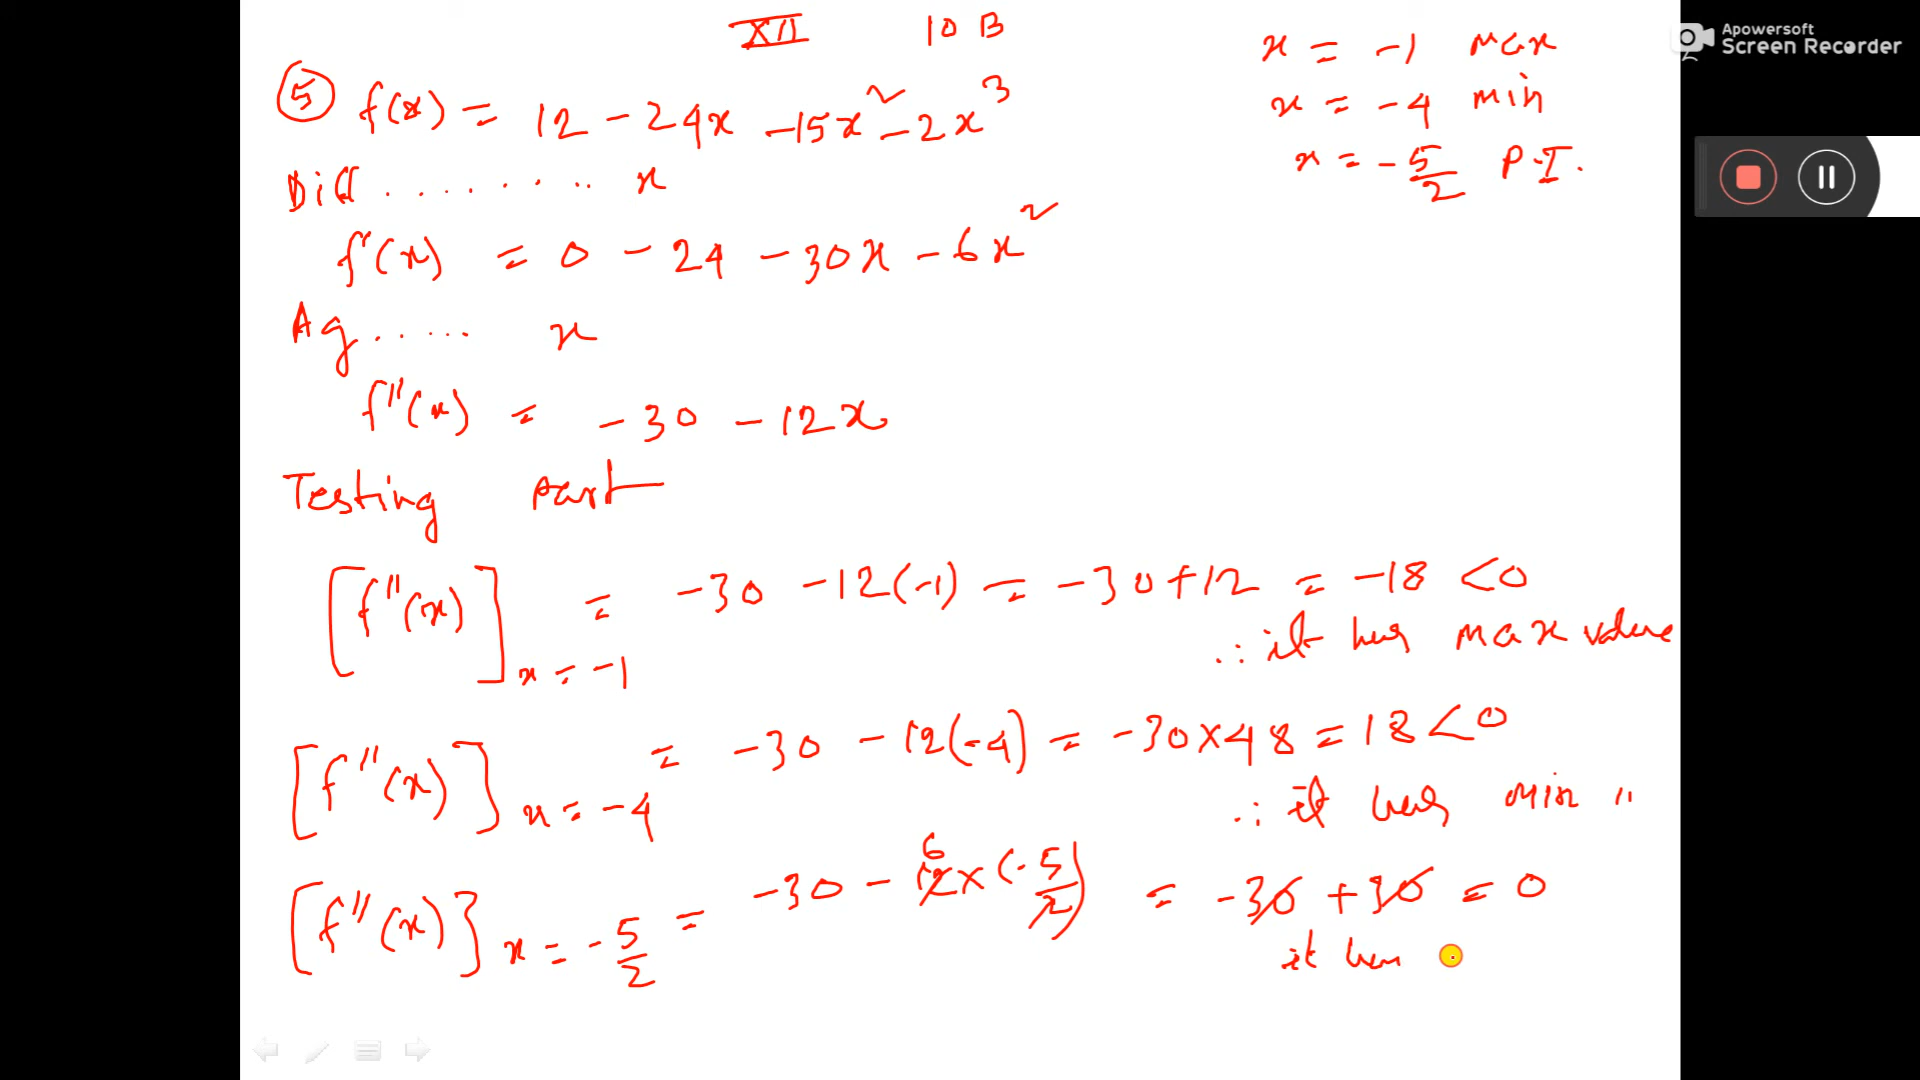 XII 10 B
Apowersoft
Screen Recorder
x = -1 max
x = -4 min
x = -5/2 P.I.
⑤ f(x) = 12 - 24x - 15x² - 2x³
Diff .......... x
f'(x) = 0 - 24 - 30x - 6x²
Ag ..... x
f''(x) = -30 - 12x
Testing part
[f''(x)]x = -1 = -30 - 12(-1) = -30 + 12 = -18 < 0
∴ it has max value
[f''(x)]x = -4 = -30 - 12(-4) = -30 × 48 = 18 < 0
∴ it has min "
[f''(x)]x = -5/2 = -30 - 12 6 × (-5/2) = -30 + 30 = 0
it has